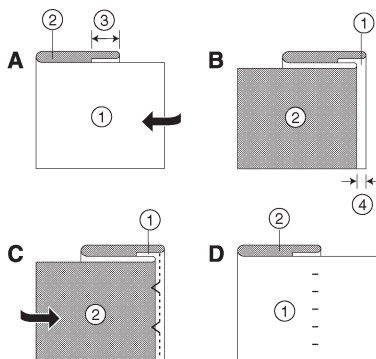 ② ③
A ①
① B
② ④
① C
②
② D
①